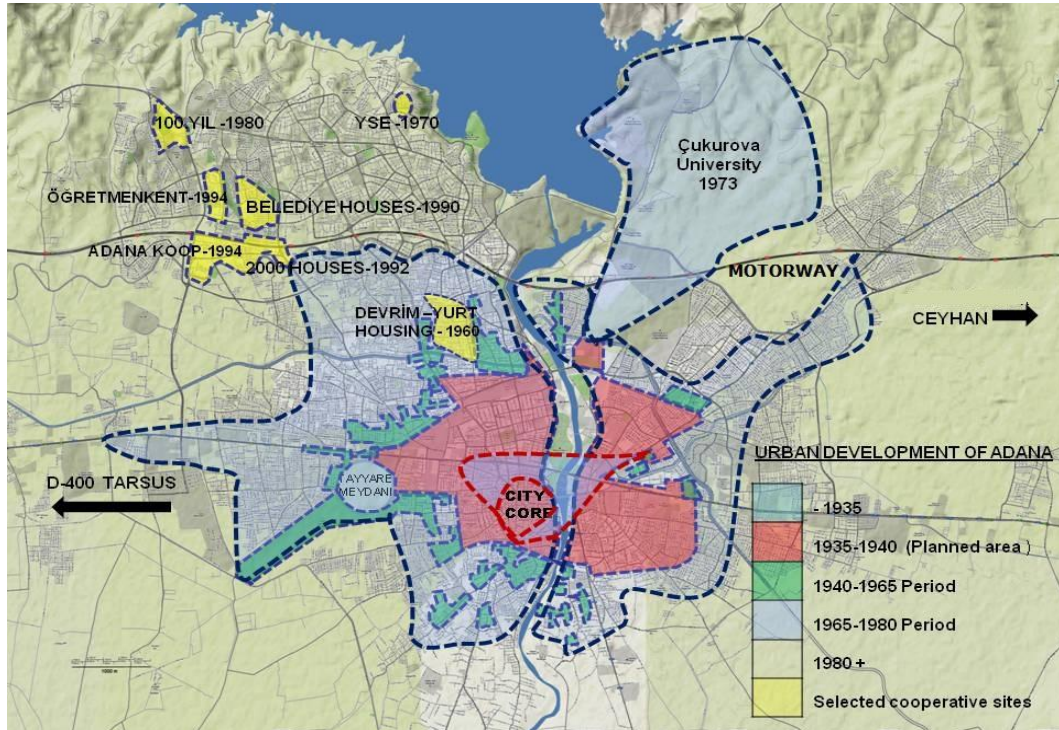 100.YIL -1980
YSE -1970
Çukurova
University
1973
ÖĞRETMENKENT-1994
BELEDİYE HOUSES-1990
ADANA KOOP-1994
2000 HOUSES-1992
MOTORWAY
DEVRİM –YURT
HOUSING - 1960
CEYHAN
D-400 TARSUS
TAYYARE
MEYDANI
CITY
CORE
URBAN DEVELOPMENT OF ADANA
- 1935
1935-1940 (Planned area )
1940-1965 Period
1965-1980 Period
1980 +
Selected cooperative sites